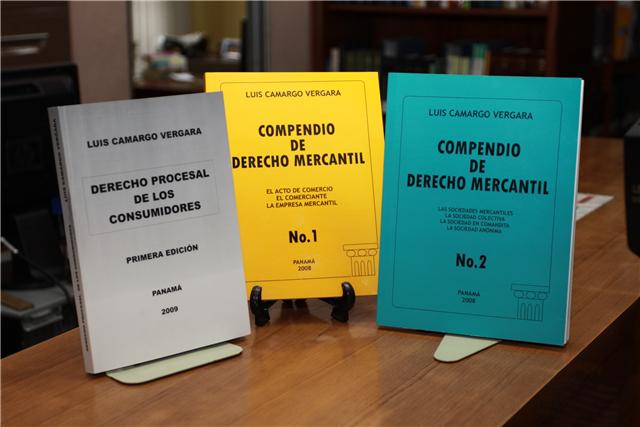 LUIS CAMARGO VERGARA
DERECHO PROCESAL
DE LOS
CONSUMIDORES
PRIMERA EDICIÓN
PANAMÁ
2009
LUIS CAMARGO VERGARA
COMPENDIO
DE
DERECHO MERCANTIL
EL ACTO DE COMERCIO
EL COMERCIANTE
LA EMPRESA MERCANTIL
No.1
PANAMÁ
2008
LUIS CAMARGO VERGARA
COMPENDIO
DE
DERECHO MERCANTIL
LAS SOCIEDADES MERCANTILES
LA SOCIEDAD COLECTIVA
LA SOCIEDAD EN COMANDITA
LA SOCIEDAD ANÓNIMA
No.2
PANAMÁ
2008